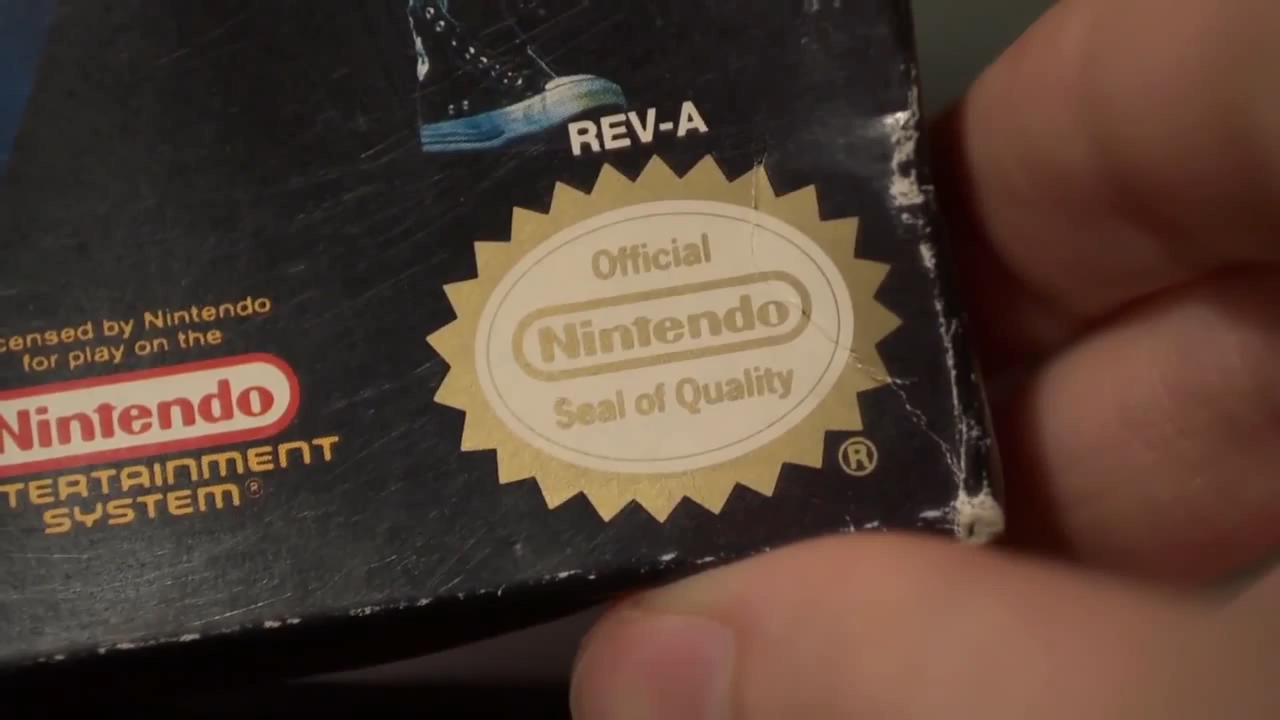 REV-A
Official
Nintendo
Seal of Quality
®
censed by Nintendo
for play on the
Nintendo
TERTAINMENT
SYSTEM®